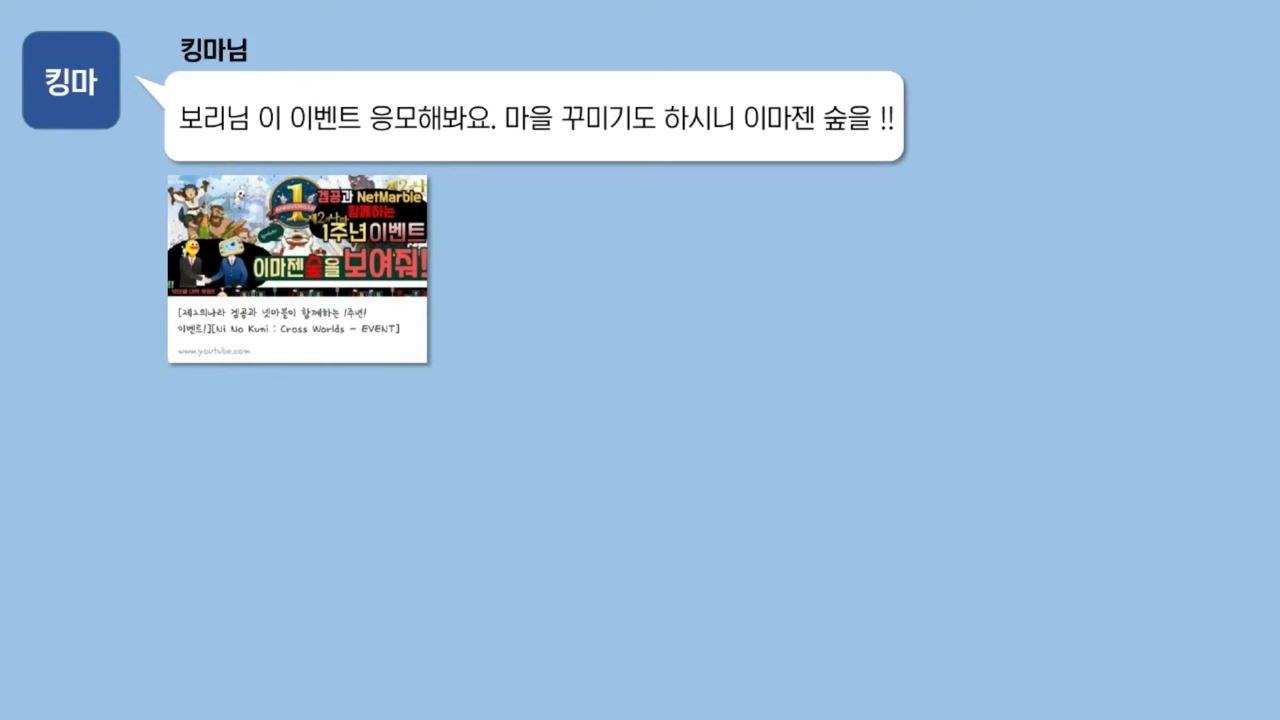 킹마
킹마님
보리님 이 이벤트 응모해봐요. 마을 꾸미기도 하시니 이마젠 숲을 !!
1
겜공과 NetMarble
함께하는
1주년이벤트
이마젠숲을 보여줘!
[제2의나라 겜공과 넷마블이 함께하는 1주년!
이벤트!][Ni No Kuni : Cross Worlds - EVENT]
www.youtube.com